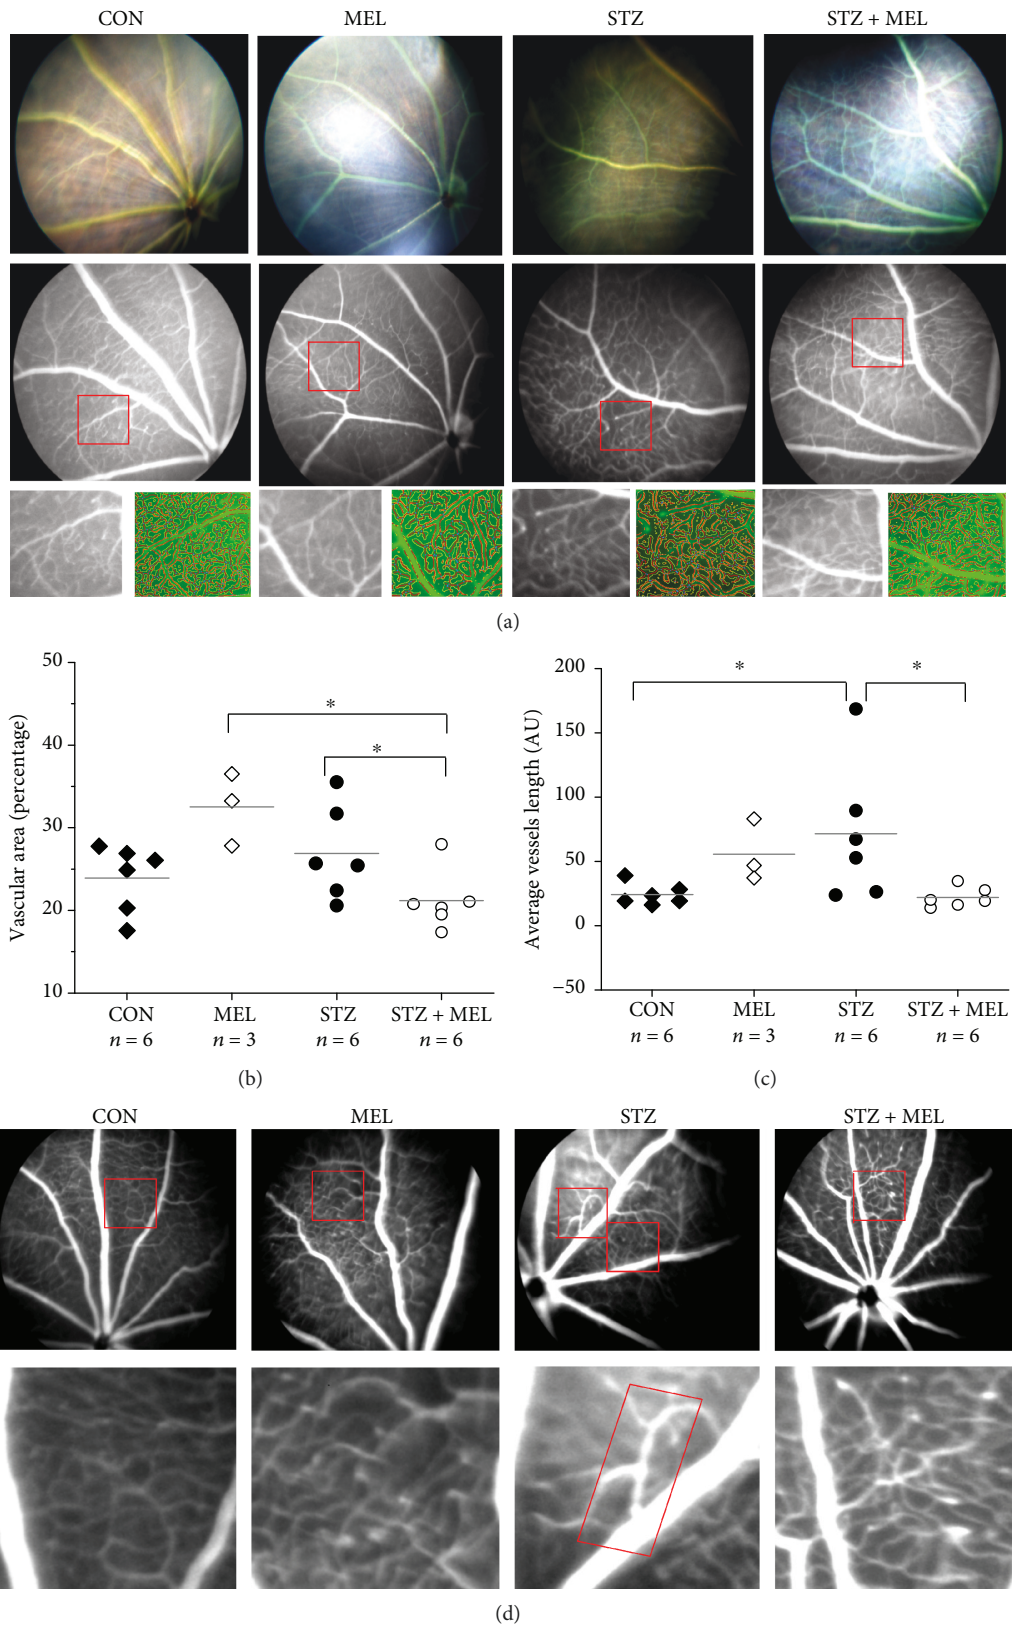 CON MEL STZ STZ + MEL
(a)
Vascular area (percentage)
50
40
30
20
10
*
*
CON MEL STZ STZ + MEL
n = 6 n = 3 n = 6 n = 6
(b)
Average vessels length (AU)
200
150
100
50
0
−50
* *
CON MEL STZ STZ + MEL
n = 6 n = 3 n = 6 n = 6
(c)
CON MEL STZ STZ + MEL
(d)